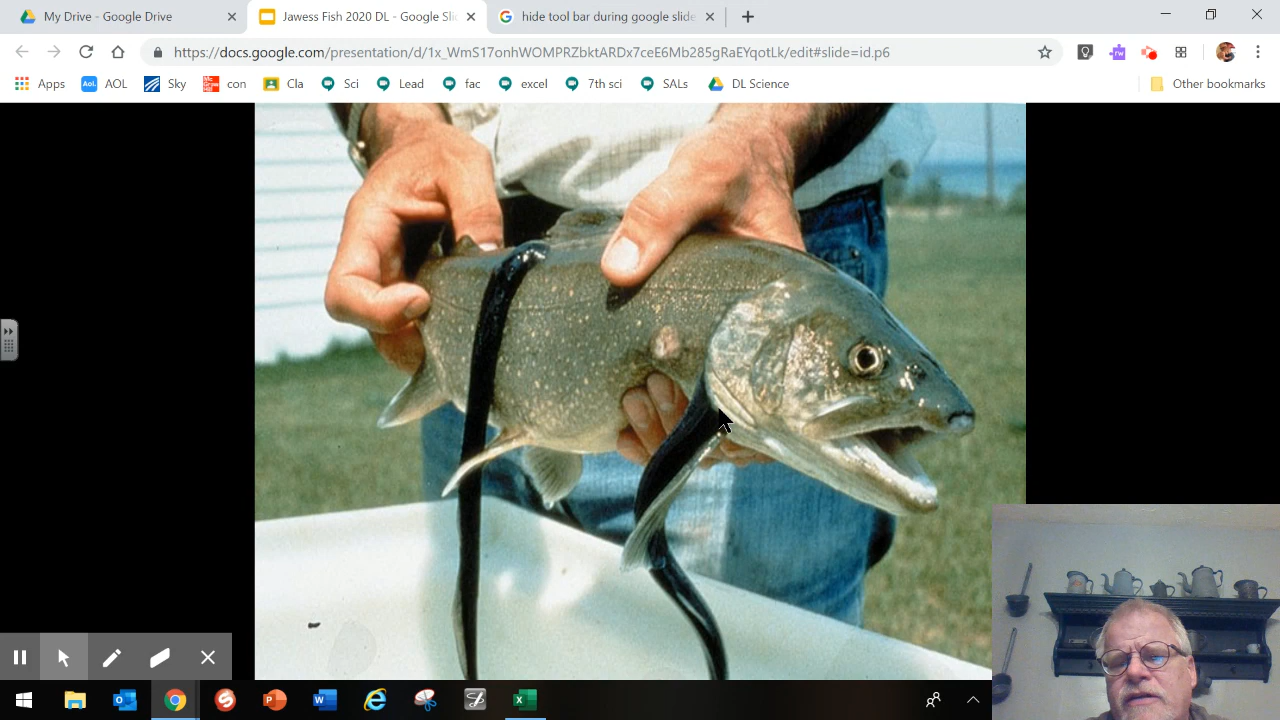 My Drive - Google Drive
Jawess Fish 2020 DL - Google Sli
hide tool bar during google slide
https://docs.google.com/presentation/d/1x_WmS17onhWOMPRZbktARDx7ceE6Mb285gRaEYqotLk/edit#slide=id.p6
Apps
Aol.
AOL
Sky
con
Cla
Sci
Lead
fac
excel
7th sci
SALs
DL Science
Other bookmarks